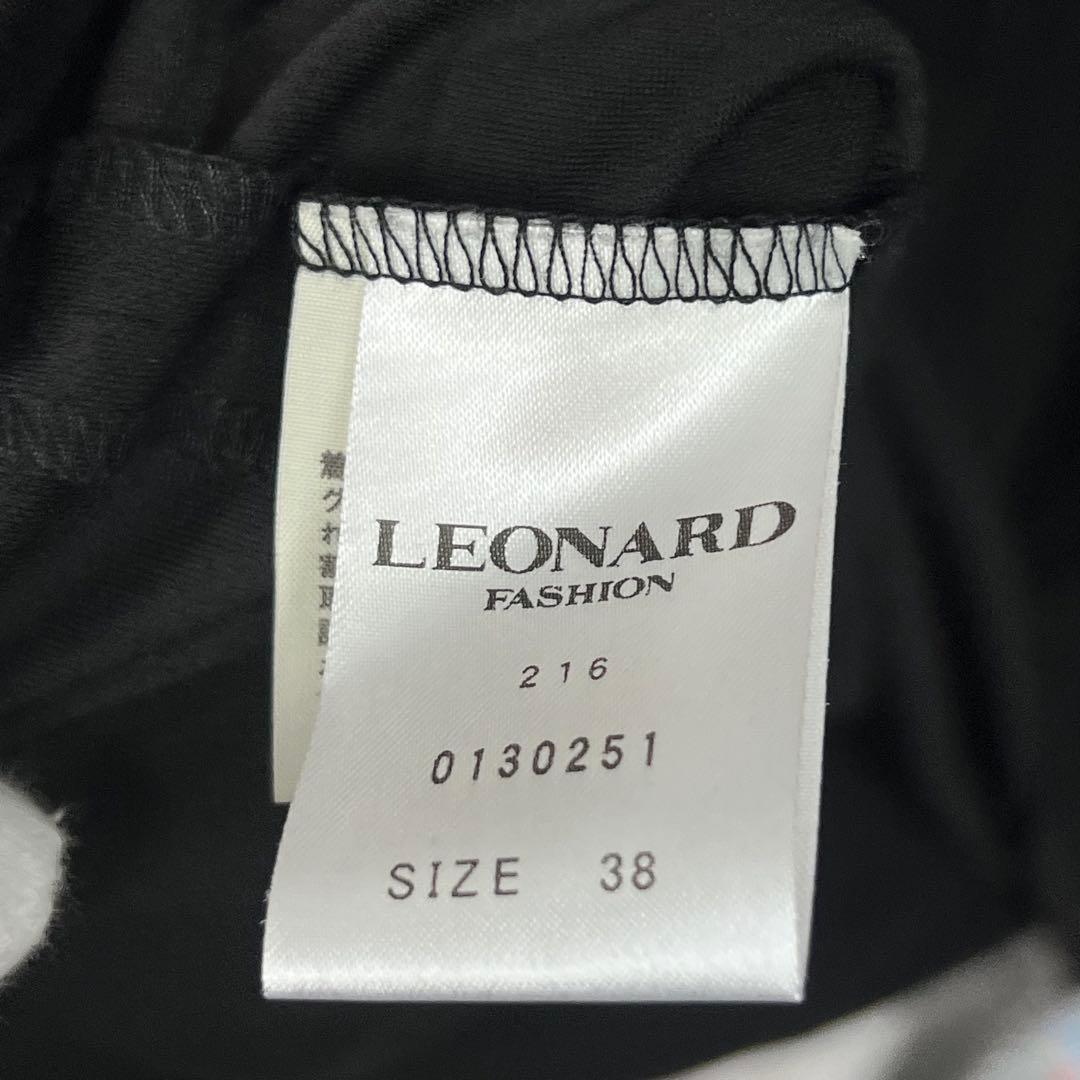 LEONARD
FASHION
216
0130251
SIZE 38